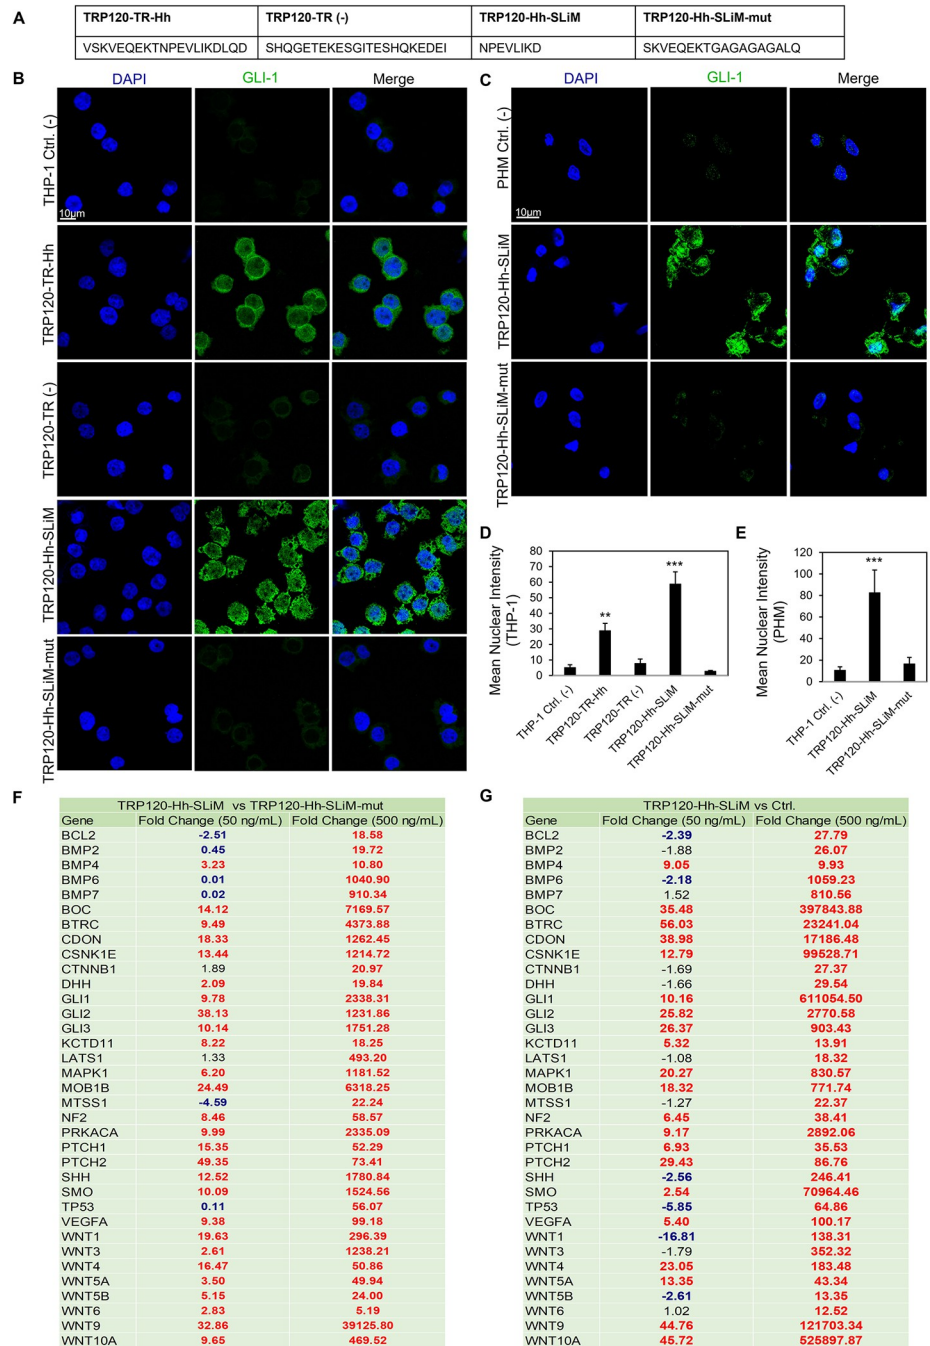 A
TRP120-TR-Hh TRP120-TR (-) TRP120-Hh-SLiM TRP120-Hh-SLiM-mut
VSKVEQEKTNPEVLIKDLQD SHQGETEKESGITESHQKEDEI NPEVLIKD SKVEQEKTGAGAGAGALQ
B
DAPI GLI-1 Merge
THP-1 Ctrl. (-)
10µm
TRP120-TR-Hh
TRP120-TR (-)
TRP120-Hh-SLiM
TRP120-Hh-SLiM-mut
C
DAPI GLI-1 Merge
PHM Ctrl. (-)
10µm
TRP120-Hh-SLiM
TRP120-Hh-SLiM-mut
D
Mean Nuclear Intensity
(THP-1)
80
70
60
50
40
30
20
10
0
**
***
THP-1 Ctrl. (-)
TRP120-TR-Hh
TRP120-TR (-)
TRP120-Hh-SLiM
TRP120-Hh-SLiM-mut
E
Mean Nuclear Intensity
(PHM)
120
100
80
60
40
20
0
***
THP-1 Ctrl. (-)
TRP120-Hh-SLiM
TRP120-Hh-SLiM-mut
F
TRP120-Hh-SLiM vs TRP120-Hh-SLiM-mut
Gene Fold Change (50 ng/mL) Fold Change (500 ng/mL)
BCL2 -2.51 18.58
BMP2 0.45 19.72
BMP4 3.23 10.80
BMP6 0.01 1040.90
BMP7 0.02 910.34
BOC 14.12 7169.57
BTRC 9.49 4373.88
CDON 18.33 1262.45
CSNK1E 13.44 1214.72
CTNNB1 1.89 20.97
DHH 2.09 19.84
GLI1 9.78 2338.31
GLI2 38.13 1231.86
GLI3 10.14 1751.28
KCTD11 8.22 18.25
LATS1 1.33 493.20
MAPK1 6.20 1181.52
MOB1B 24.49 6318.25
MTSS1 -4.59 22.24
NF2 8.46 58.57
PRKACA 9.99 2335.09
PTCH1 15.35 52.29
PTCH2 49.35 73.41
SHH 12.52 1780.84
SMO 10.09 1524.56
TP53 0.11 56.07
VEGFA 9.38 99.18
WNT1 19.63 296.39
WNT3 2.61 1238.21
WNT4 16.47 50.86
WNT5A 3.50 49.94
WNT5B 5.15 24.00
WNT6 2.83 5.19
WNT9 32.86 39125.80
WNT10A 9.65 469.52
G
TRP120-Hh-SLiM vs Ctrl.
Gene Fold Change (50 ng/mL) Fold Change (500 ng/mL)
BCL2 -2.39 27.79
BMP2 -1.88 26.07
BMP4 9.05 9.93
BMP6 -2.18 1059.23
BMP7 1.52 810.56
BOC 35.48 397843.88
BTRC 56.03 23241.04
CDON 38.98 17186.48
CSNK1E 12.79 99528.71
CTNNB1 -1.69 27.37
DHH -1.66 29.54
GLI1 10.16 611054.50
GLI2 25.82 2770.58
GLI3 26.37 903.43
KCTD11 5.32 13.91
LATS1 -1.08 18.32
MAPK1 20.27 830.57
MOB1B 18.32 771.74
MTSS1 -1.27 22.37
NF2 6.45 38.41
PRKACA 9.17 2892.06
PTCH1 6.93 35.53
PTCH2 29.43 86.76
SHH -2.56 246.41
SMO 2.54 70964.46
TP53 -5.85 64.86
VEGFA 5.40 100.17
WNT1 -16.81 138.31
WNT3 -1.79 352.32
WNT4 23.05 183.48
WNT5A 13.35 43.34
WNT5B -2.61 13.35
WNT6 1.02 12.52
WNT9 44.76 121703.34
WNT10A 45.72 525897.87